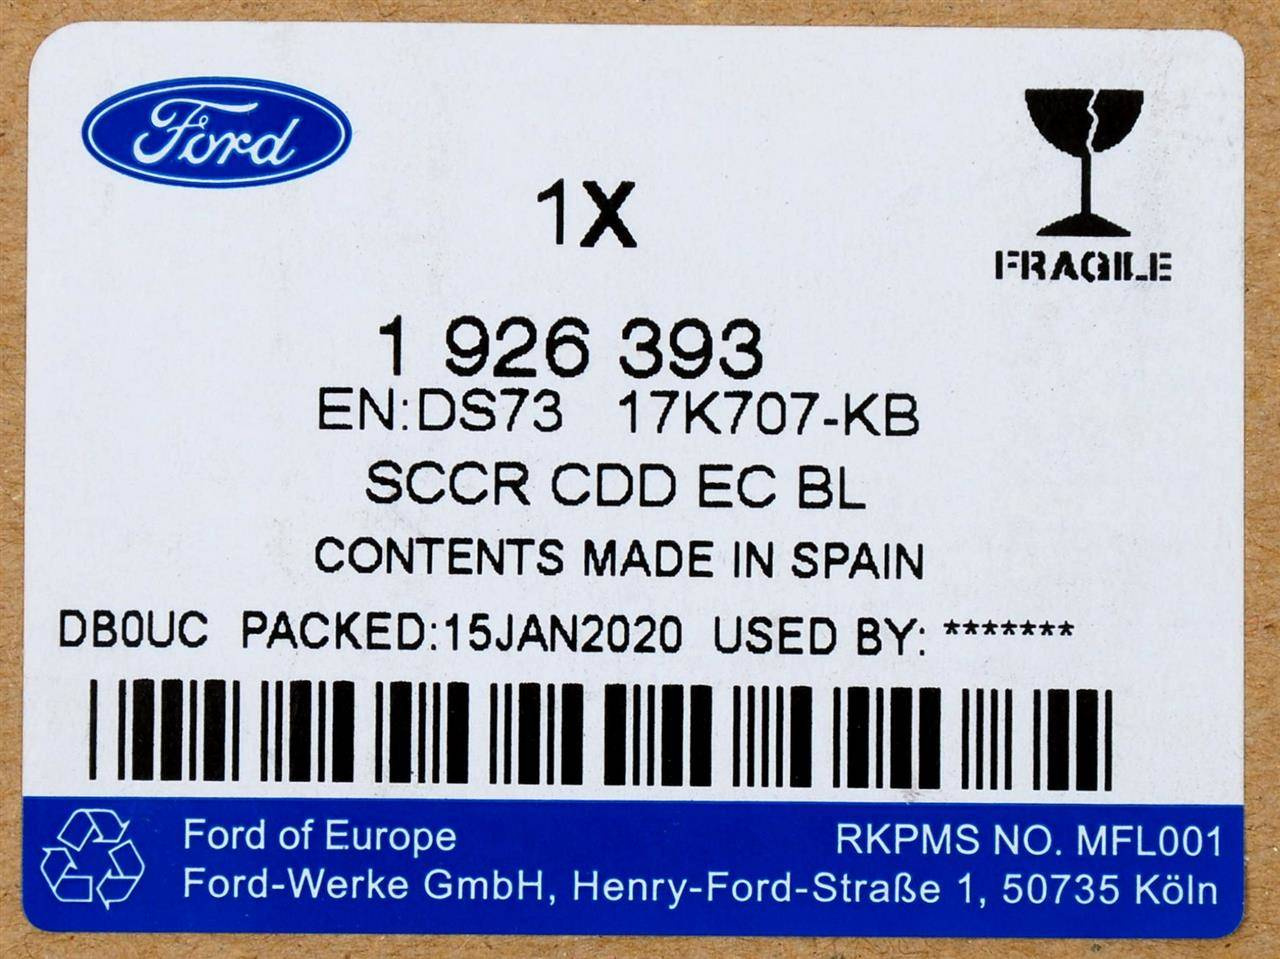 Ford
1X
FRAGILE
1 926 393
EN:DS73 17K707-KB
SCCR CDD EC BL
CONTENTS MADE IN SPAIN
DB0UC PACKED:15JAN2020 USED BY: *******
Ford of Europe RKPMS NO. MFL001
Ford-Werke GmbH, Henry-Ford-Straße 1, 50735 Köln